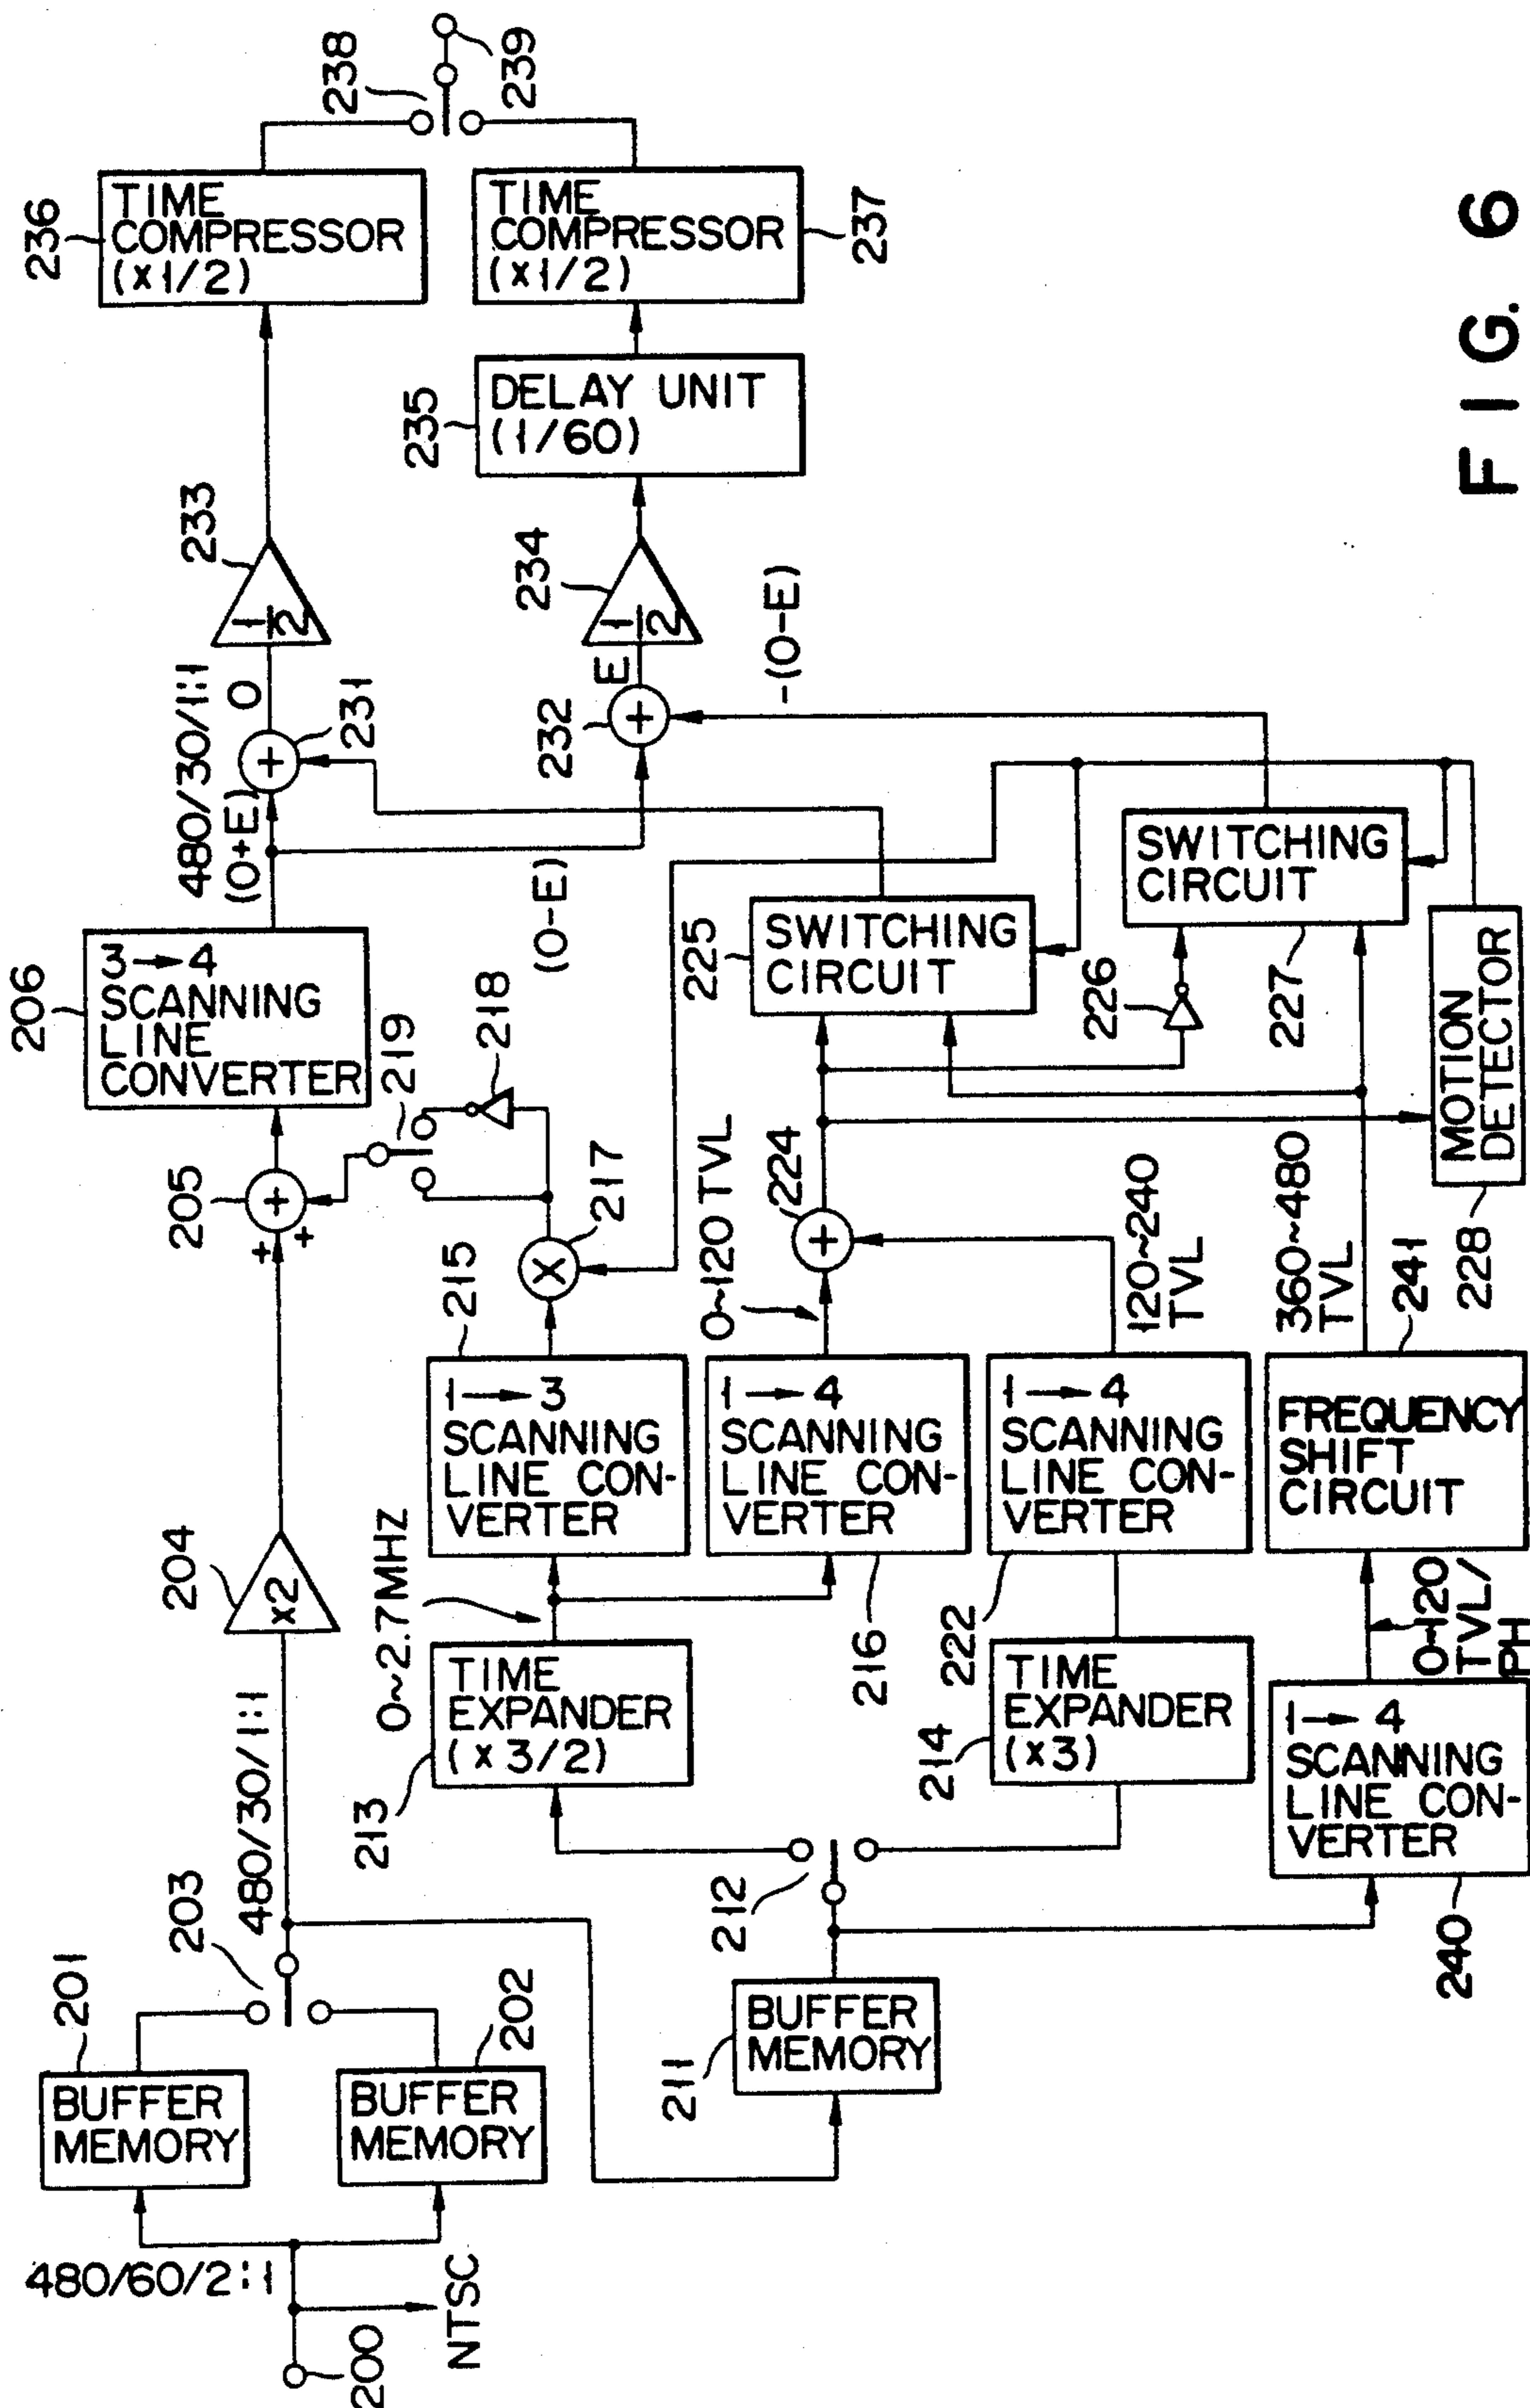 200
480/60/2:1
NTSC
201
BUFFER
MEMORY
BUFFER
MEMORY
202
203
480/30/1:1
204
x2
205
+
+
+
206
3→4
SCANNING
LINE
CONVERTER
480/30/1:1
(O+E)
O
+
231
1/2
233
236
TIME
COMPRESSOR
(x1/2)
238
239
211
BUFFER
MEMORY
212
213
TIME
EXPANDER
(x3/2)
0~2.7MHZ
215
1→3
SCANNING
LINE CON-
VERTER
X
217
218
219
(O-E)
232
+
E
-(O-E)
1/2
234
235
DELAY UNIT
(1/60)
TIME
COMPRESSOR
(x1/2)
237
216
1→4
SCANNING
LINE CON-
VERTER
0~120 TVL
224
+
225
SWITCHING
CIRCUIT
214
TIME
EXPANDER
(x3)
222
1→4
SCANNING
LINE CON-
VERTER
120~240
TVL
226
SWITCHING
CIRCUIT
227
240
1→4
SCANNING
LINE CON-
VERTER
0~120
TVL/
PH
FREQUENCY
SHIFT
CIRCUIT
241
360~480
TVL
228
MOTION
DETECTOR
FIG. 6